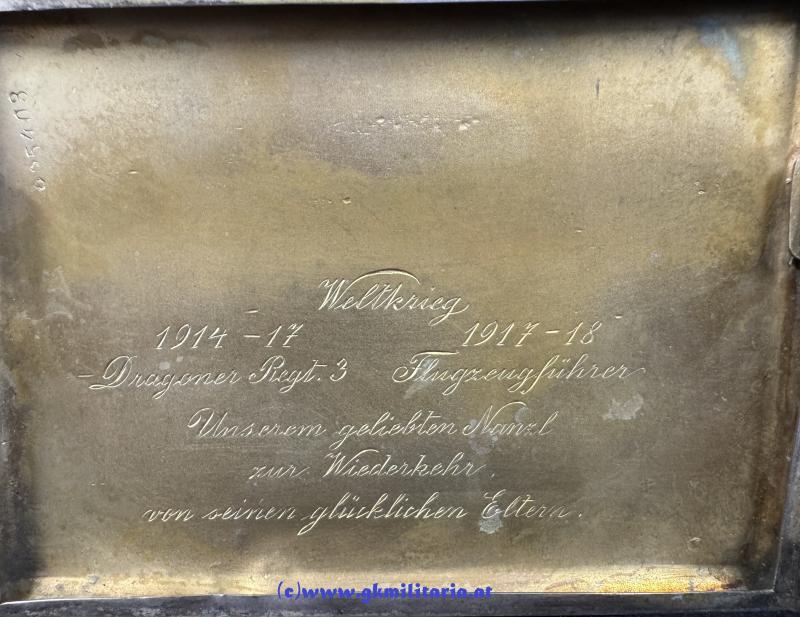 Weltkrieg
1914-17 1917-18
Dragoner Regt. 3 Flugzeugführer
Unserem geliebten Nanzl
zur Wiederkehr,
von seinen glücklichen Eltern.
(c)www.gkmilitaria.at